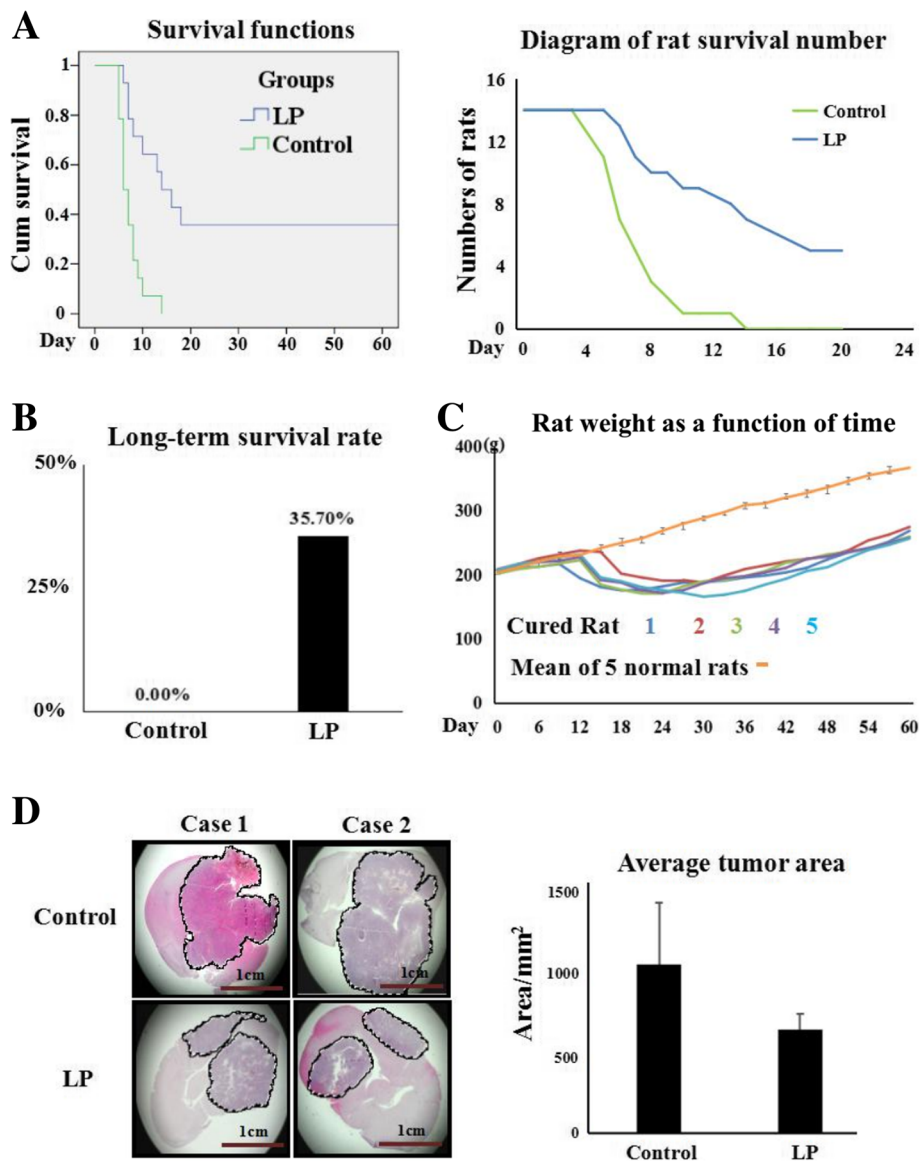 A
Survival functions
Cum survival
1
0.8
0.6
0.4
0.2
0
Groups
LP
Control
Day 0 10 20 30 40 50 60
Diagram of rat survival number
Numbers of rats
16
12
8
4
0
Control
LP
Day 0 4 8 12 16 20 24
B
Long-term survival rate
50%
25%
0%
0.00%
35.70%
Control LP
C
Rat weight as a function of time
400(g)
300
200
100
0
Cured Rat 1 2 3 4 5
Mean of 5 normal rats
Day 0 6 12 18 24 30 36 42 48 54 60
D
Case 1 Case 2
Control
1cm 1cm
LP
1cm 1cm
Average tumor area
Area/mm²
1500
1000
500
0
Control LP